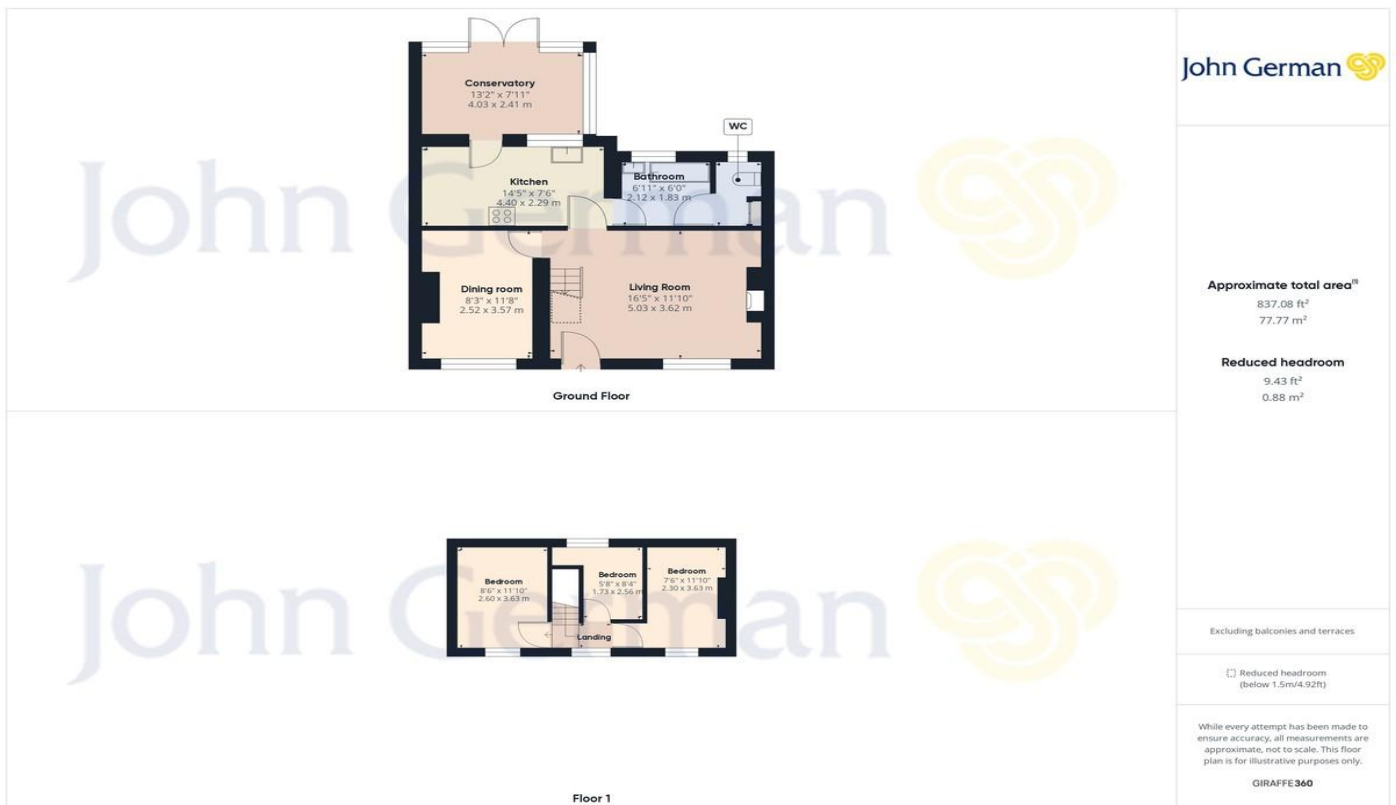 Conservatory
13'2" x 7'11"
4.03 x 2.41 m
WC
Kitchen
14'5" x 7'6"
4.40 x 2.29 m
Bathroom
6'11" x 6'0"
2.12 x 1.83 m
Dining room
8'3" x 11'8"
2.52 x 3.57 m
Living Room
16'5" x 11'10"
5.03 x 3.62 m
Ground Floor
John German
Bedroom
8'6" x 11'10"
2.60 x 3.63 m
Bedroom
5'8" x 8'4"
1.73 x 2.56 m
Bedroom
7'6" x 11'10"
2.30 x 3.63 m
Landing
John German
Floor 1
John German
Approximate total area⁽¹⁾
837.08 ft²
77.77 m²
Reduced headroom
9.43 ft²
0.88 m²
Excluding balconies and terraces
Reduced headroom
(below 1.5m/4.92ft)
While every attempt has been made to
ensure accuracy, all measurements are
approximate, not to scale. This floor
plan is for illustrative purposes only.
GIRAFFE360